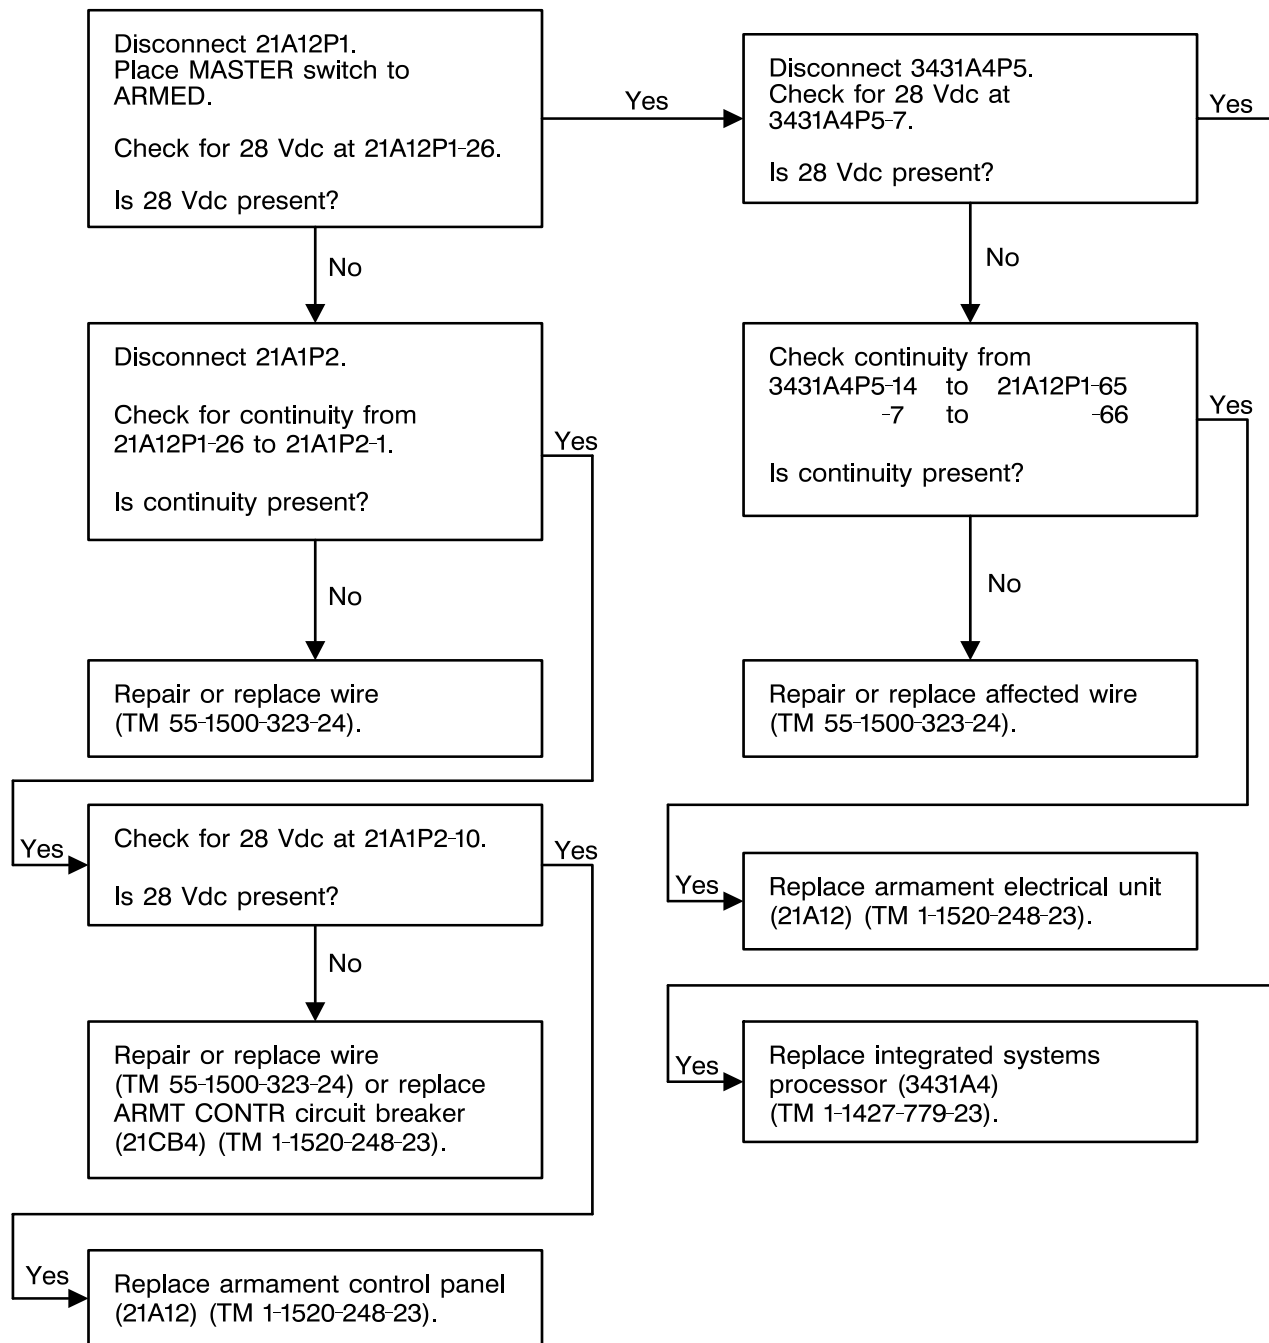 Disconnect 21A12P1.
Place MASTER switch to
ARMED.
Check for 28 Vdc at 21A12P1-26.
Is 28 Vdc present?
Yes
Disconnect 3431A4P5.
Check for 28 Vdc at
3431A4P5-7.
Is 28 Vdc present?
Yes
No
No
Disconnect 21A1P2.
Check for continuity from
21A12P1-26 to 21A1P2-1.
Is continuity present?
Yes
Check continuity from
3431A4P5-14 to 21A12P1-65
-7 to -66
Is continuity present?
Yes
No
No
Repair or replace wire
(TM 55-1500-323-24).
Repair or replace affected wire
(TM 55-1500-323-24).
Yes
Check for 28 Vdc at 21A1P2-10.
Is 28 Vdc present?
Yes
Yes
Replace armament electrical unit
(21A12) (TM 1-1520-248-23).
No
Repair or replace wire
(TM 55-1500-323-24) or replace
ARMT CONTR circuit breaker
(21CB4) (TM 1-1520-248-23).
Yes
Replace integrated systems
processor (3431A4)
(TM 1-1427-779-23).
Yes
Replace armament control panel
(21A12) (TM 1-1520-248-23).